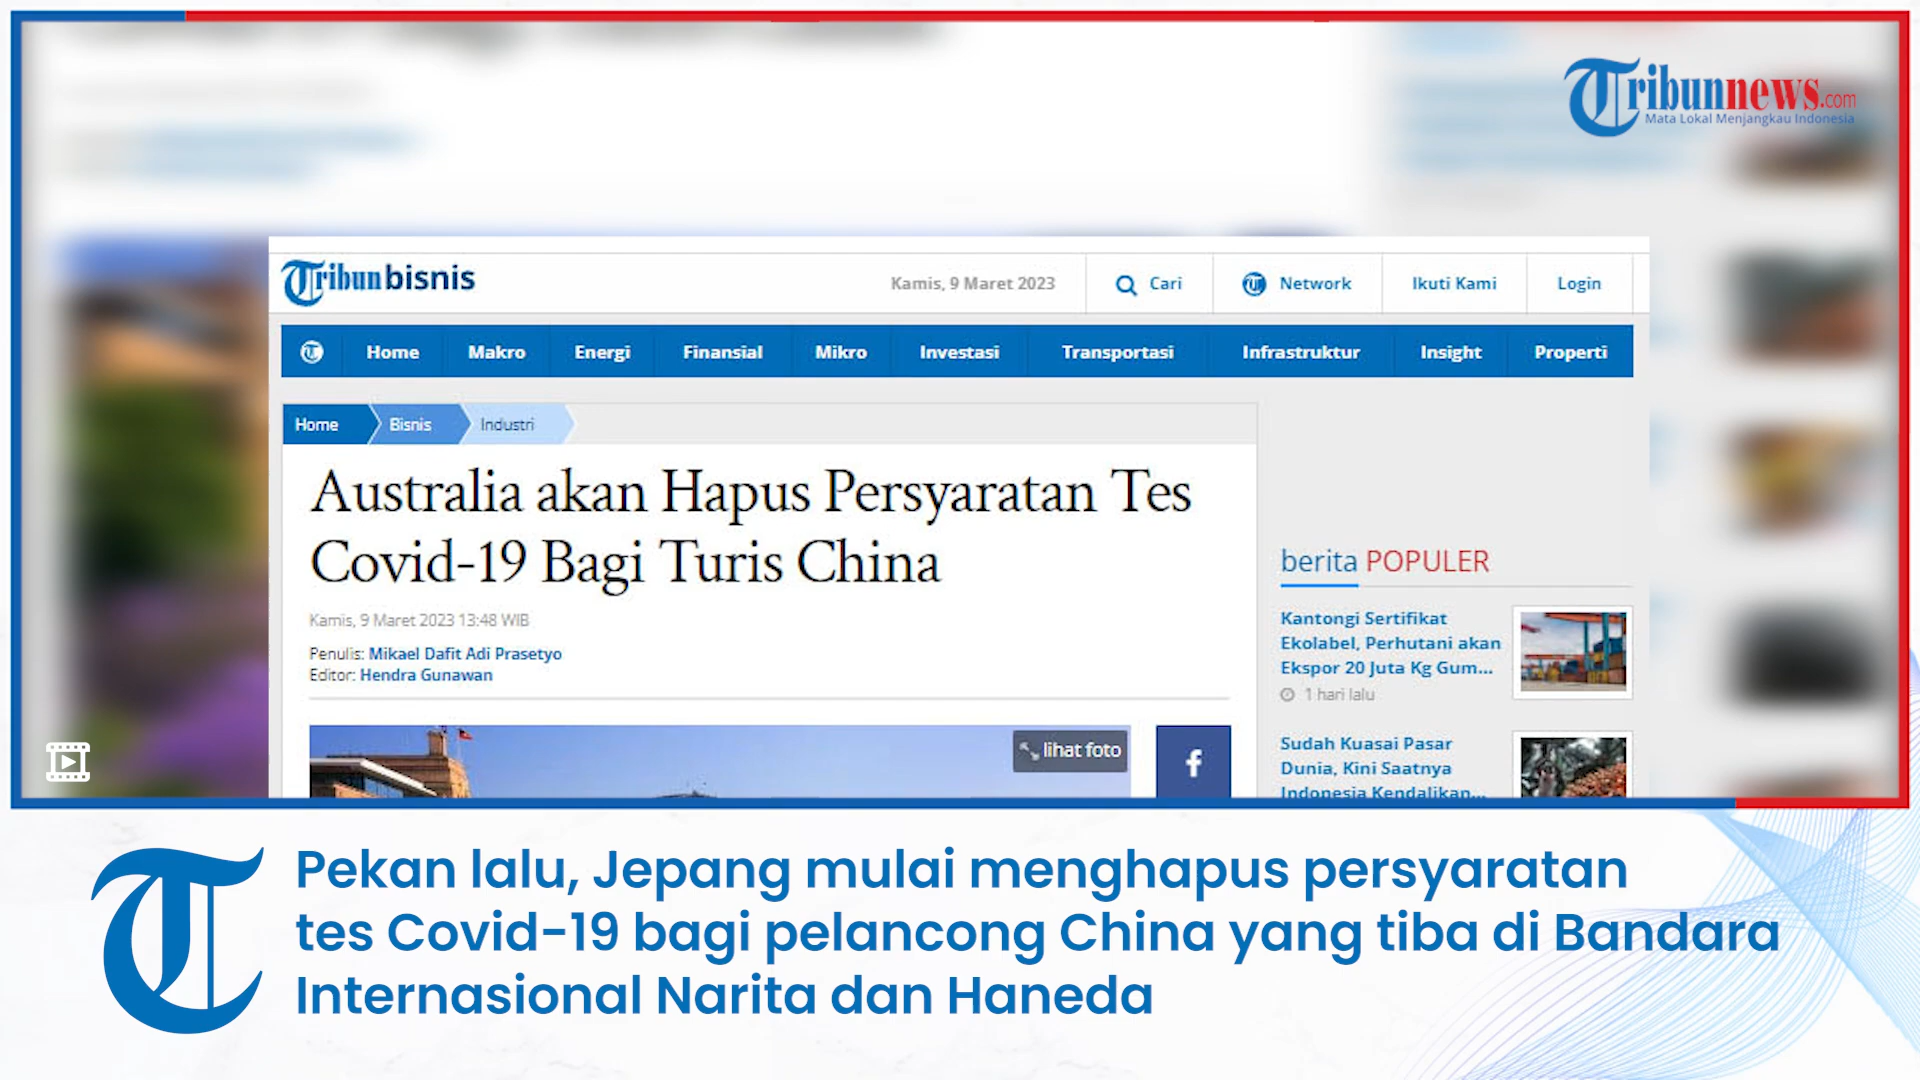 Tribunnews.com
Mata Lokal Menjangkau Indonesia
Tribunbisnis
Kamis, 9 Maret 2023
Cari
Network
Ikuti Kami
Login
Home
Makro
Energi
Finansial
Mikro
Investasi
Transportasi
Infrastruktur
Insight
Properti
Home
Bisnis
Industri
Australia akan Hapus Persyaratan Tes
Covid-19 Bagi Turis China
Kamis, 9 Maret 2023 13:48 WIB
Penulis: Mikael Dafit Adi Prasetyo
Editor: Hendra Gunawan
lihat foto
berita POPULER
Kantongi Sertifikat
Ekolabel, Perhutani akan
Ekspor 20 Juta Kg Gum...
1 hari lalu
Sudah Kuasai Pasar
Dunia, Kini Saatnya
Indonesia Kendalikan...
Pekan lalu, Jepang mulai menghapus persyaratan
tes Covid-19 bagi pelancong China yang tiba di Bandara
Internasional Narita dan Haneda